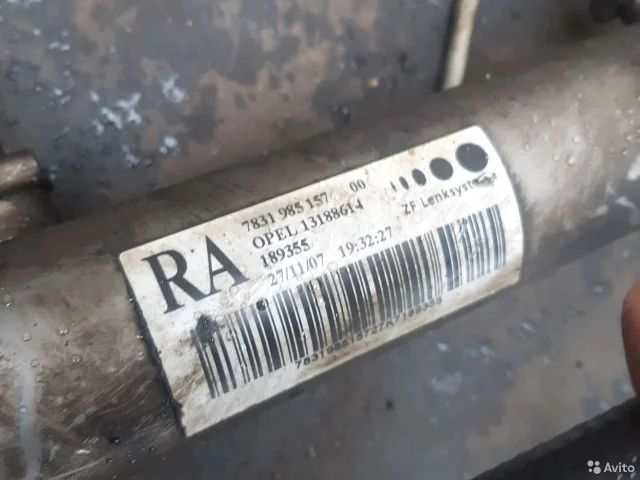 RA
7831 985 157 00
OPEL 13188614
189355
27/11/07 19:32:27
ZF Lenksysteme
Avito